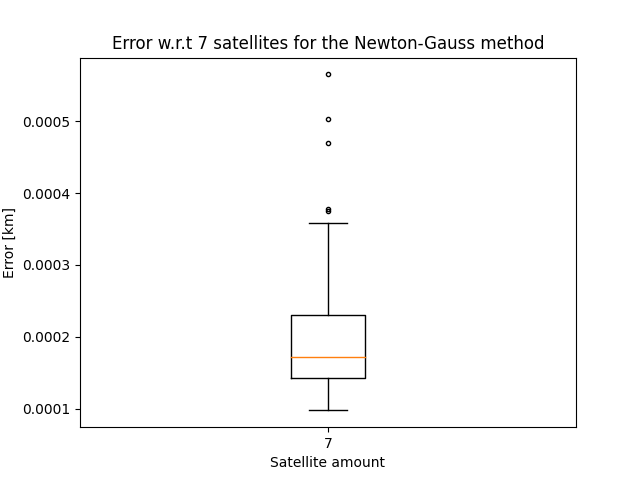 Error w.r.t 7 satellites for the Newton-Gauss method
0.0005
0.0004
0.0003
0.0002
0.0001
Error [km]
7
Satellite amount